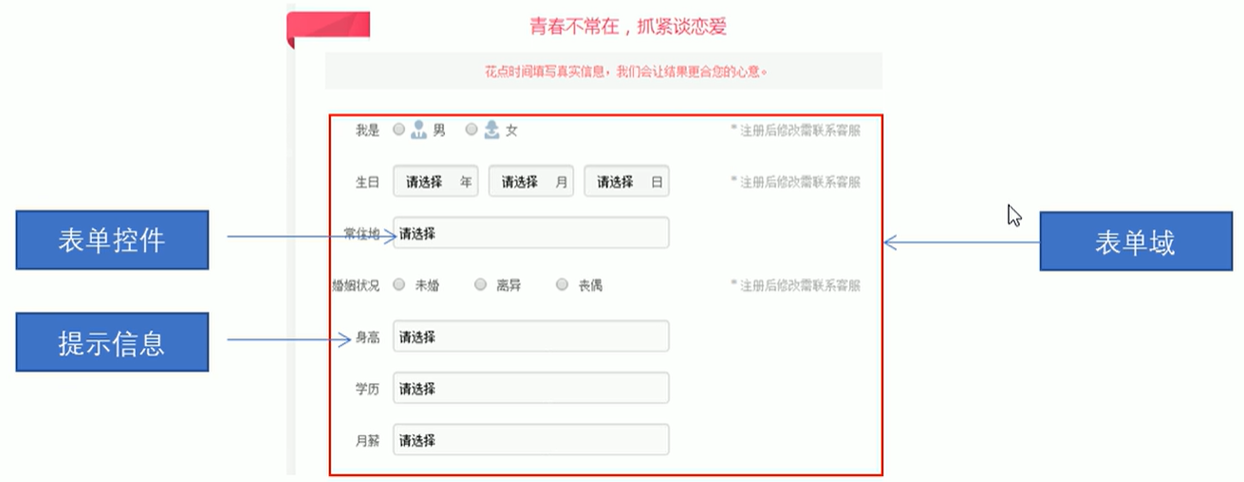 青春不常在，抓紧谈恋爱
花点时间填写真实信息，我们会让结果更合您的心意。
我是 男 女 * 注册后修改需联系客服
生日 请选择 年 请选择 月 请选择 日 * 注册后修改需联系客服
表单控件
常住地 请选择
表单域
婚姻状况 未婚 离异 丧偶 * 注册后修改需联系客服
提示信息
身高 请选择
学历 请选择
月薪 请选择